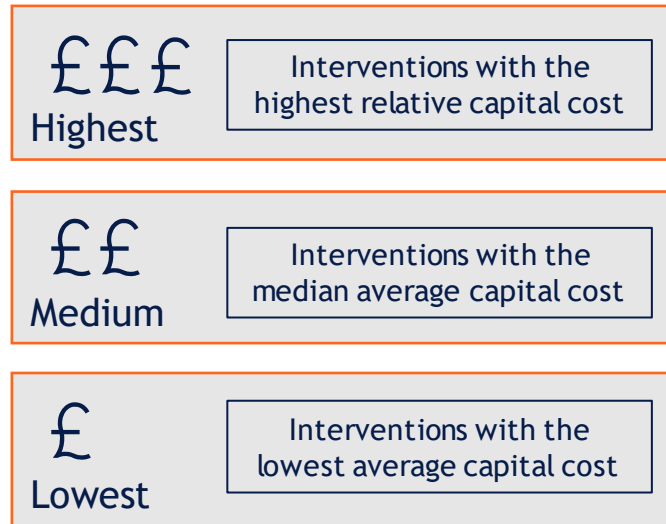 £££
Highest
Interventions with the
highest relative capital cost
££
Medium
Interventions with the
median average capital cost
£
Lowest
Interventions with the
lowest average capital cost